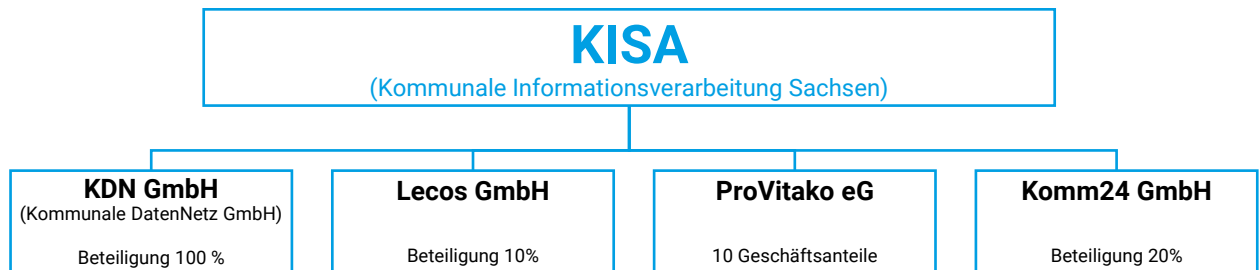 KISA
(Kommunale Informationsverarbeitung Sachsen)
KDN GmbH
(Kommunale DatenNetz GmbH)
Beteiligung 100 %
Lecos GmbH
Beteiligung 10%
ProVitako eG
10 Geschäftsanteile
Komm24 GmbH
Beteiligung 20%